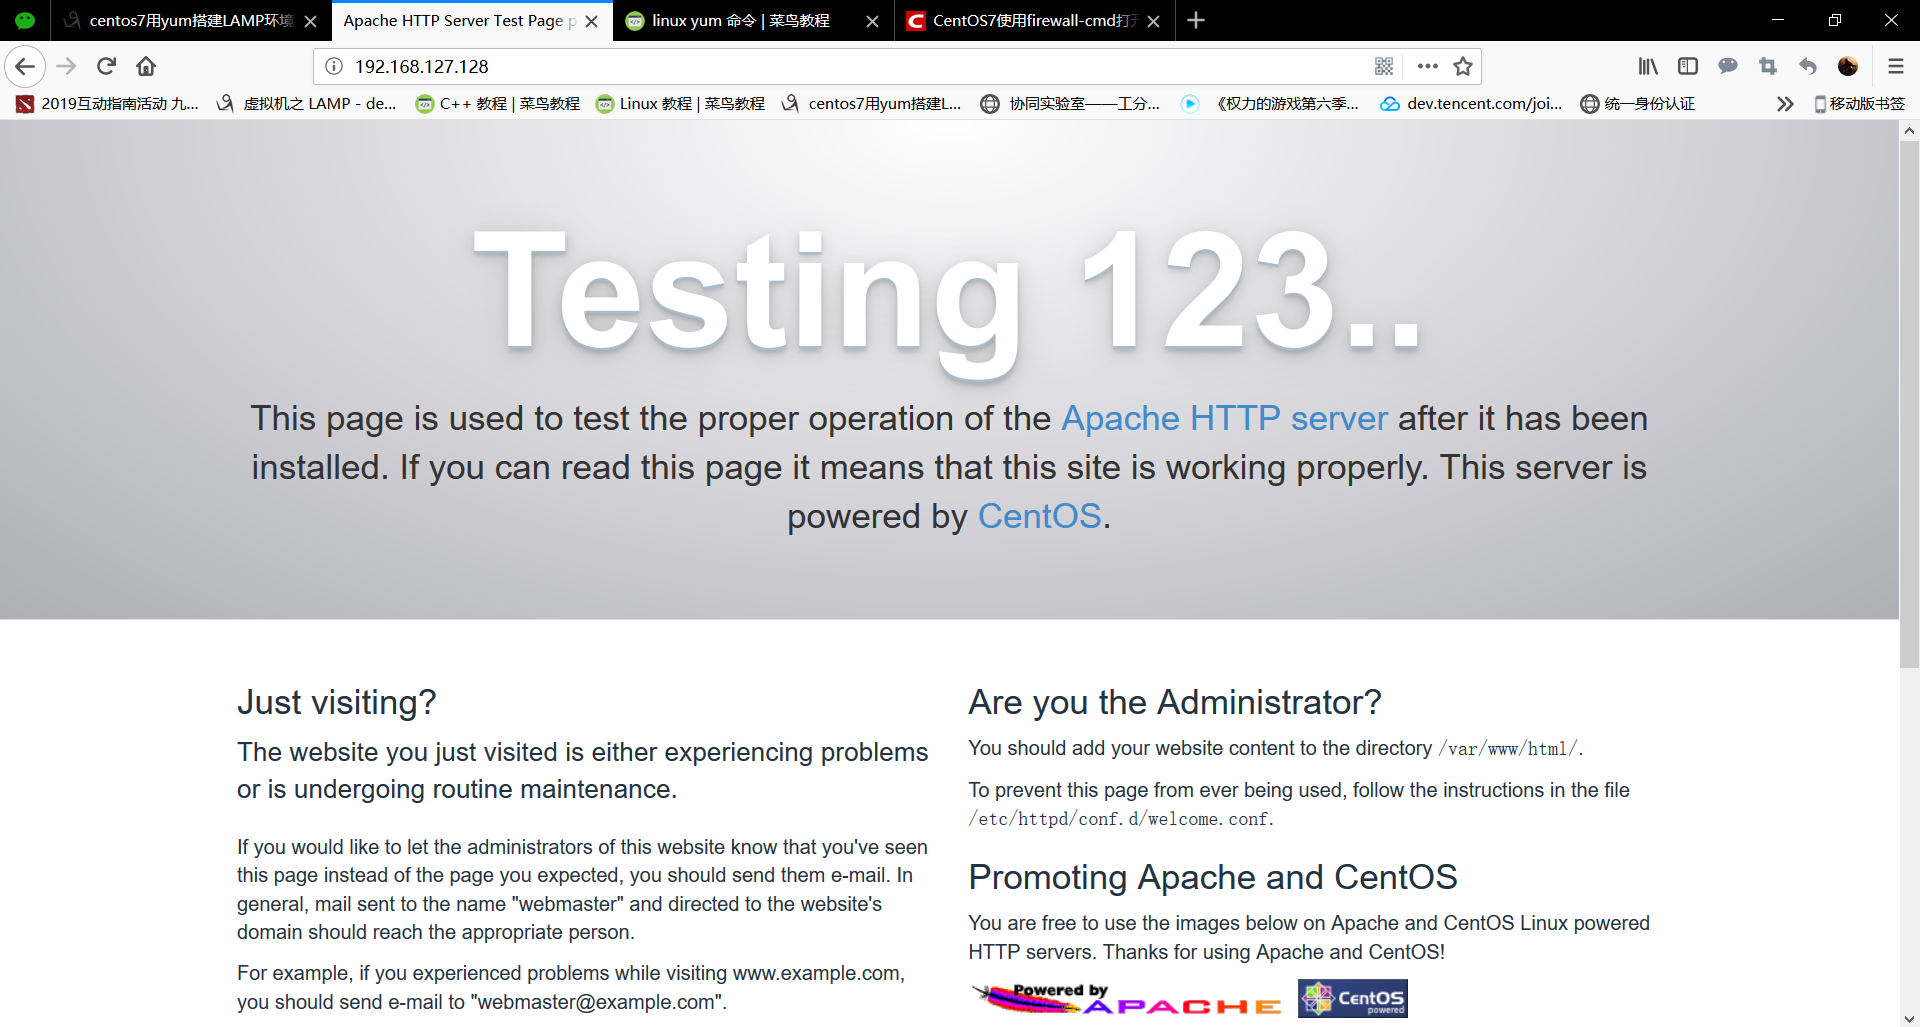 centos7用yum搭建LAMP环境
Apache HTTP Server Test Page p
linux yum 命令 | 菜鸟教程
CentOS7使用firewall-cmd打开
192.168.127.128
2019互动指南活动 九...
虚拟机之 LAMP - de...
C++ 教程 | 菜鸟教程
Linux 教程 | 菜鸟教程
centos7用yum搭建L...
协同实验室——工分...
《权力的游戏第六季...
dev.tencent.com/joi...
统一身份认证
移动版书签
Testing 123..
This page is used to test the proper operation of the Apache HTTP server after it has been
installed. If you can read this page it means that this site is working properly. This server is
powered by CentOS.
Just visiting?
The website you just visited is either experiencing problems
or is undergoing routine maintenance.
If you would like to let the administrators of this website know that you've seen
this page instead of the page you expected, you should send them e-mail. In
general, mail sent to the name "webmaster" and directed to the website's
domain should reach the appropriate person.
For example, if you experienced problems while visiting www.example.com,
you should send e-mail to "webmaster@example.com".
Are you the Administrator?
You should add your website content to the directory /var/www/html/.
To prevent this page from ever being used, follow the instructions in the file
/etc/httpd/conf.d/welcome.conf.
Promoting Apache and CentOS
You are free to use the images below on Apache and CentOS Linux powered
HTTP servers. Thanks for using Apache and CentOS!
Powered by
APACHE
CentOS
powered